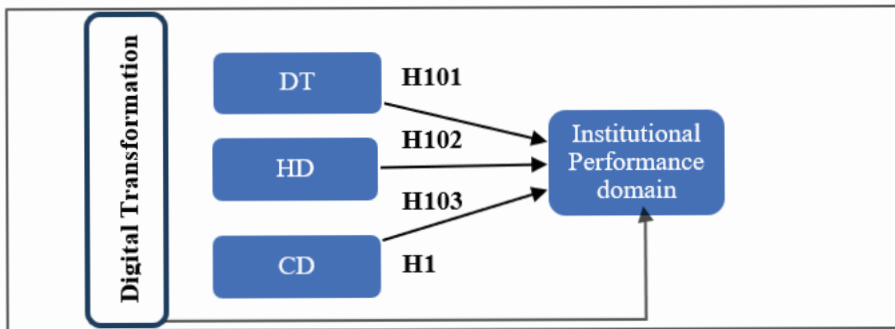 Digital Transformation
DT
H101
HD
H102
H103
CD
H1
Institutional
Performance
domain